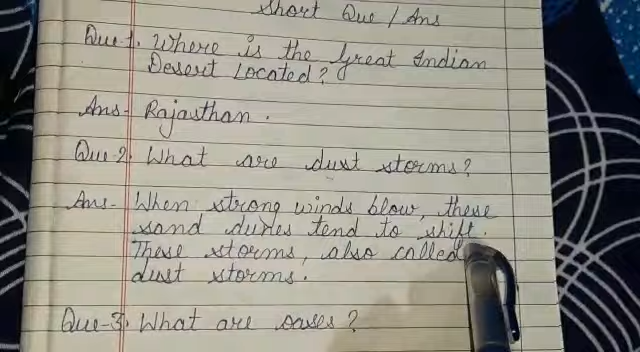 Short Que / Ans
Que-1. Where is the Great Indian
Desert Located?
Ans- Rajasthan.
Que-2. What are dust storms?
Ans- When strong winds blow, these
sand dunes tend to shift.
These storms, also called
dust storms.
Que-3. What are oases?